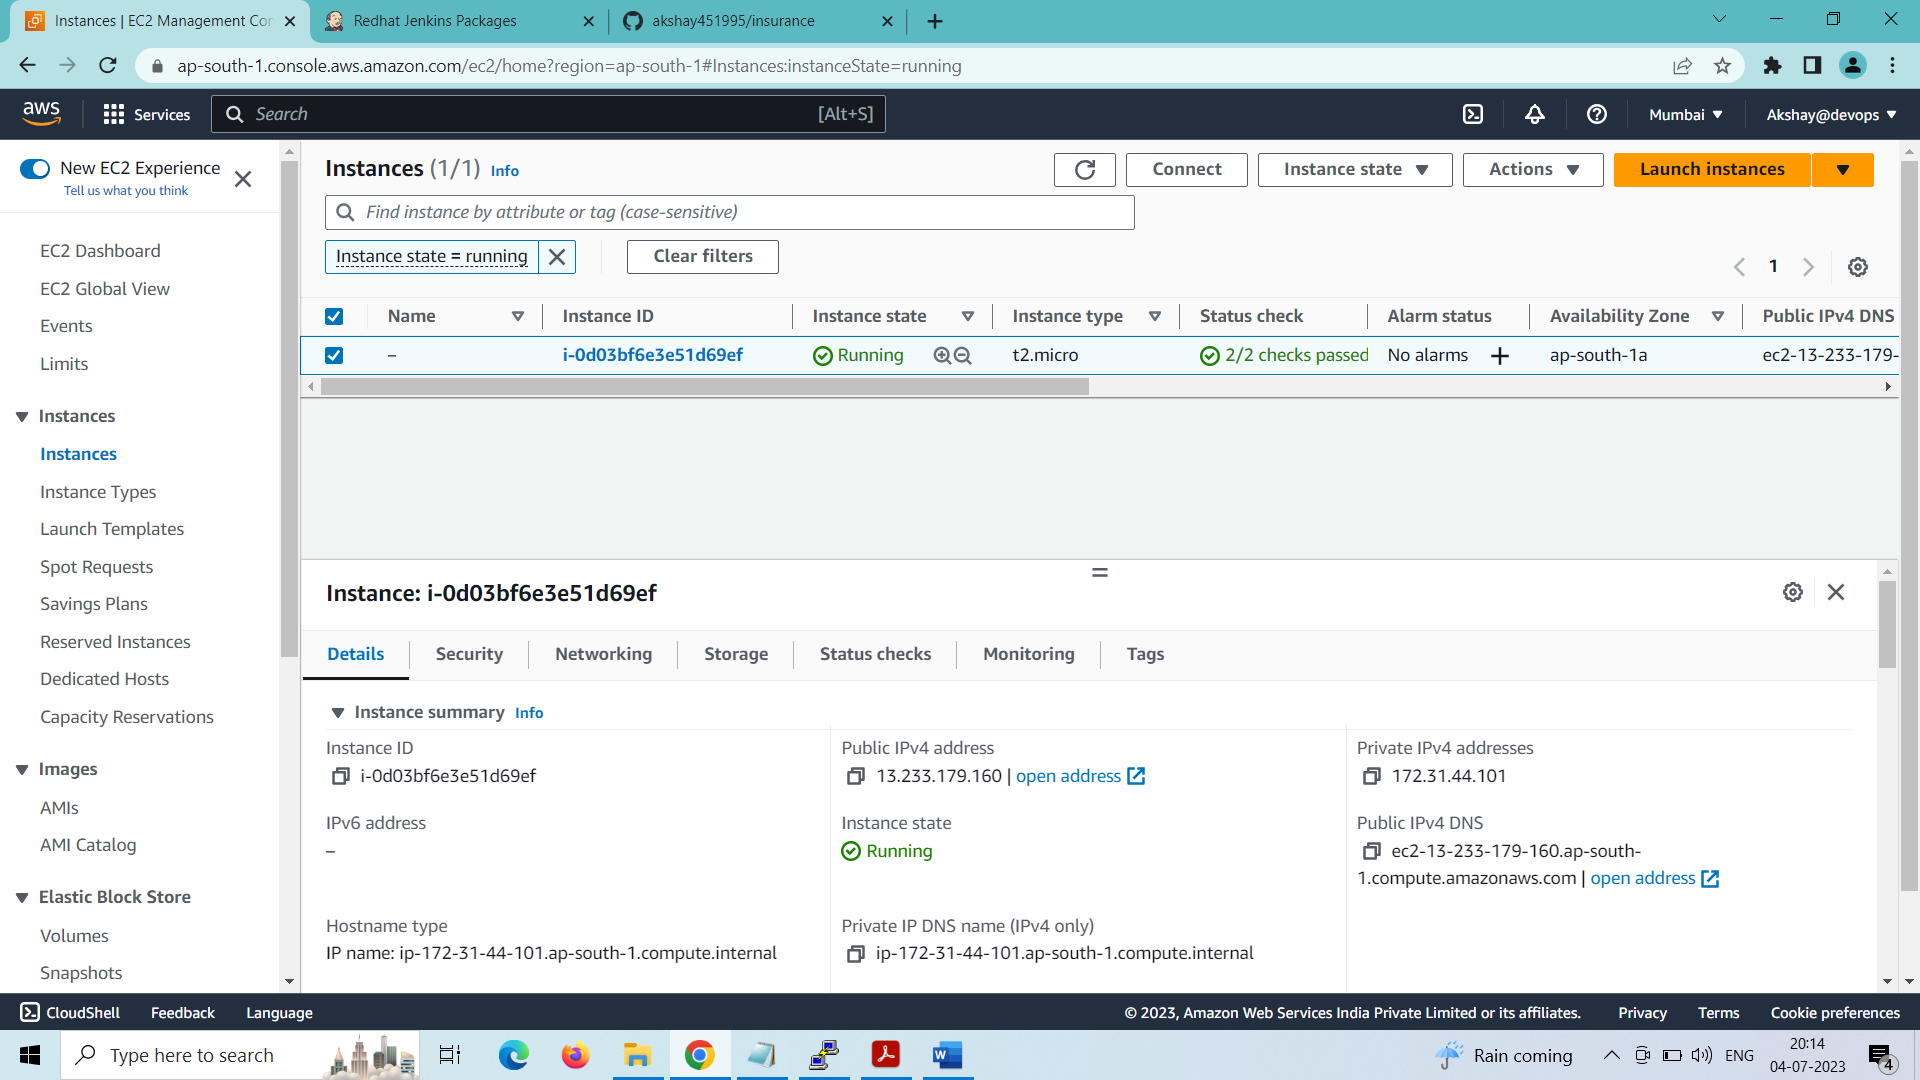 Instances | EC2 Management Con
Redhat Jenkins Packages
akshay451995/insurance
ap-south-1.console.aws.amazon.com/ec2/home?region=ap-south-1#Instances:instanceState=running
aws
Services
Search
[Alt+S]
Mumbai
Akshay@devops
New EC2 Experience
Tell us what you think
EC2 Dashboard
EC2 Global View
Events
Limits
Instances
Instances
Instance Types
Launch Templates
Spot Requests
Savings Plans
Reserved Instances
Dedicated Hosts
Capacity Reservations
Images
AMIs
AMI Catalog
Elastic Block Store
Volumes
Snapshots
Instances (1/1) Info
Connect
Instance state
Actions
Launch instances
Find instance by attribute or tag (case-sensitive)
Instance state = running
Clear filters
1
Name
Instance ID
Instance state
Instance type
Status check
Alarm status
Availability Zone
Public IPv4 DNS
–
i-0d03bf6e3e51d69ef
Running
t2.micro
2/2 checks passed
No alarms
ap-south-1a
ec2-13-233-179-
Instance: i-0d03bf6e3e51d69ef
Details
Security
Networking
Storage
Status checks
Monitoring
Tags
Instance summary Info
Instance ID
i-0d03bf6e3e51d69ef
Public IPv4 address
13.233.179.160 | open address
Private IPv4 addresses
172.31.44.101
IPv6 address
–
Instance state
Running
Public IPv4 DNS
ec2-13-233-179-160.ap-south-
1.compute.amazonaws.com | open address
Hostname type
IP name: ip-172-31-44-101.ap-south-1.compute.internal
Private IP DNS name (IPv4 only)
ip-172-31-44-101.ap-south-1.compute.internal
CloudShell
Feedback
Language
© 2023, Amazon Web Services India Private Limited or its affiliates.
Privacy
Terms
Cookie preferences
Type here to search
Rain coming
ENG
20:14
04-07-2023
4